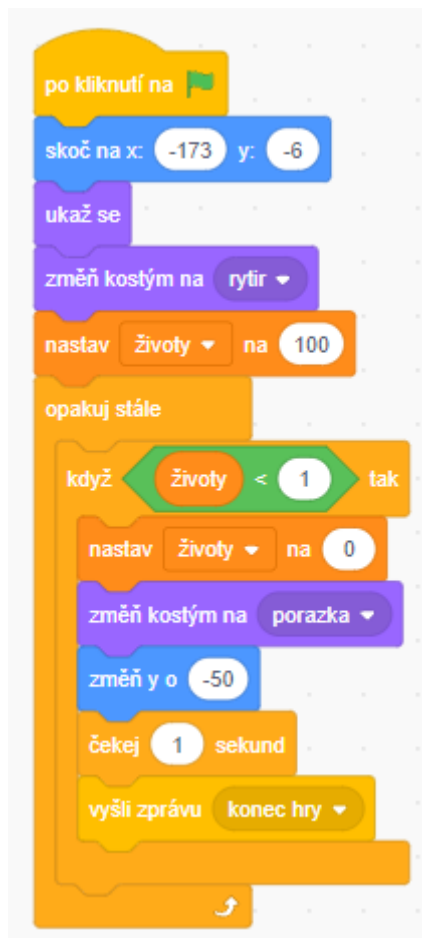 po kliknutí na
skoč na x: -173 y: -6
ukaž se
změň kostým na rytir
nastav životy na 100
opakuj stále
když životy < 1 tak
nastav životy na 0
změň kostým na porazka
změň y o -50
čekej 1 sekund
vyšli zprávu konec hry